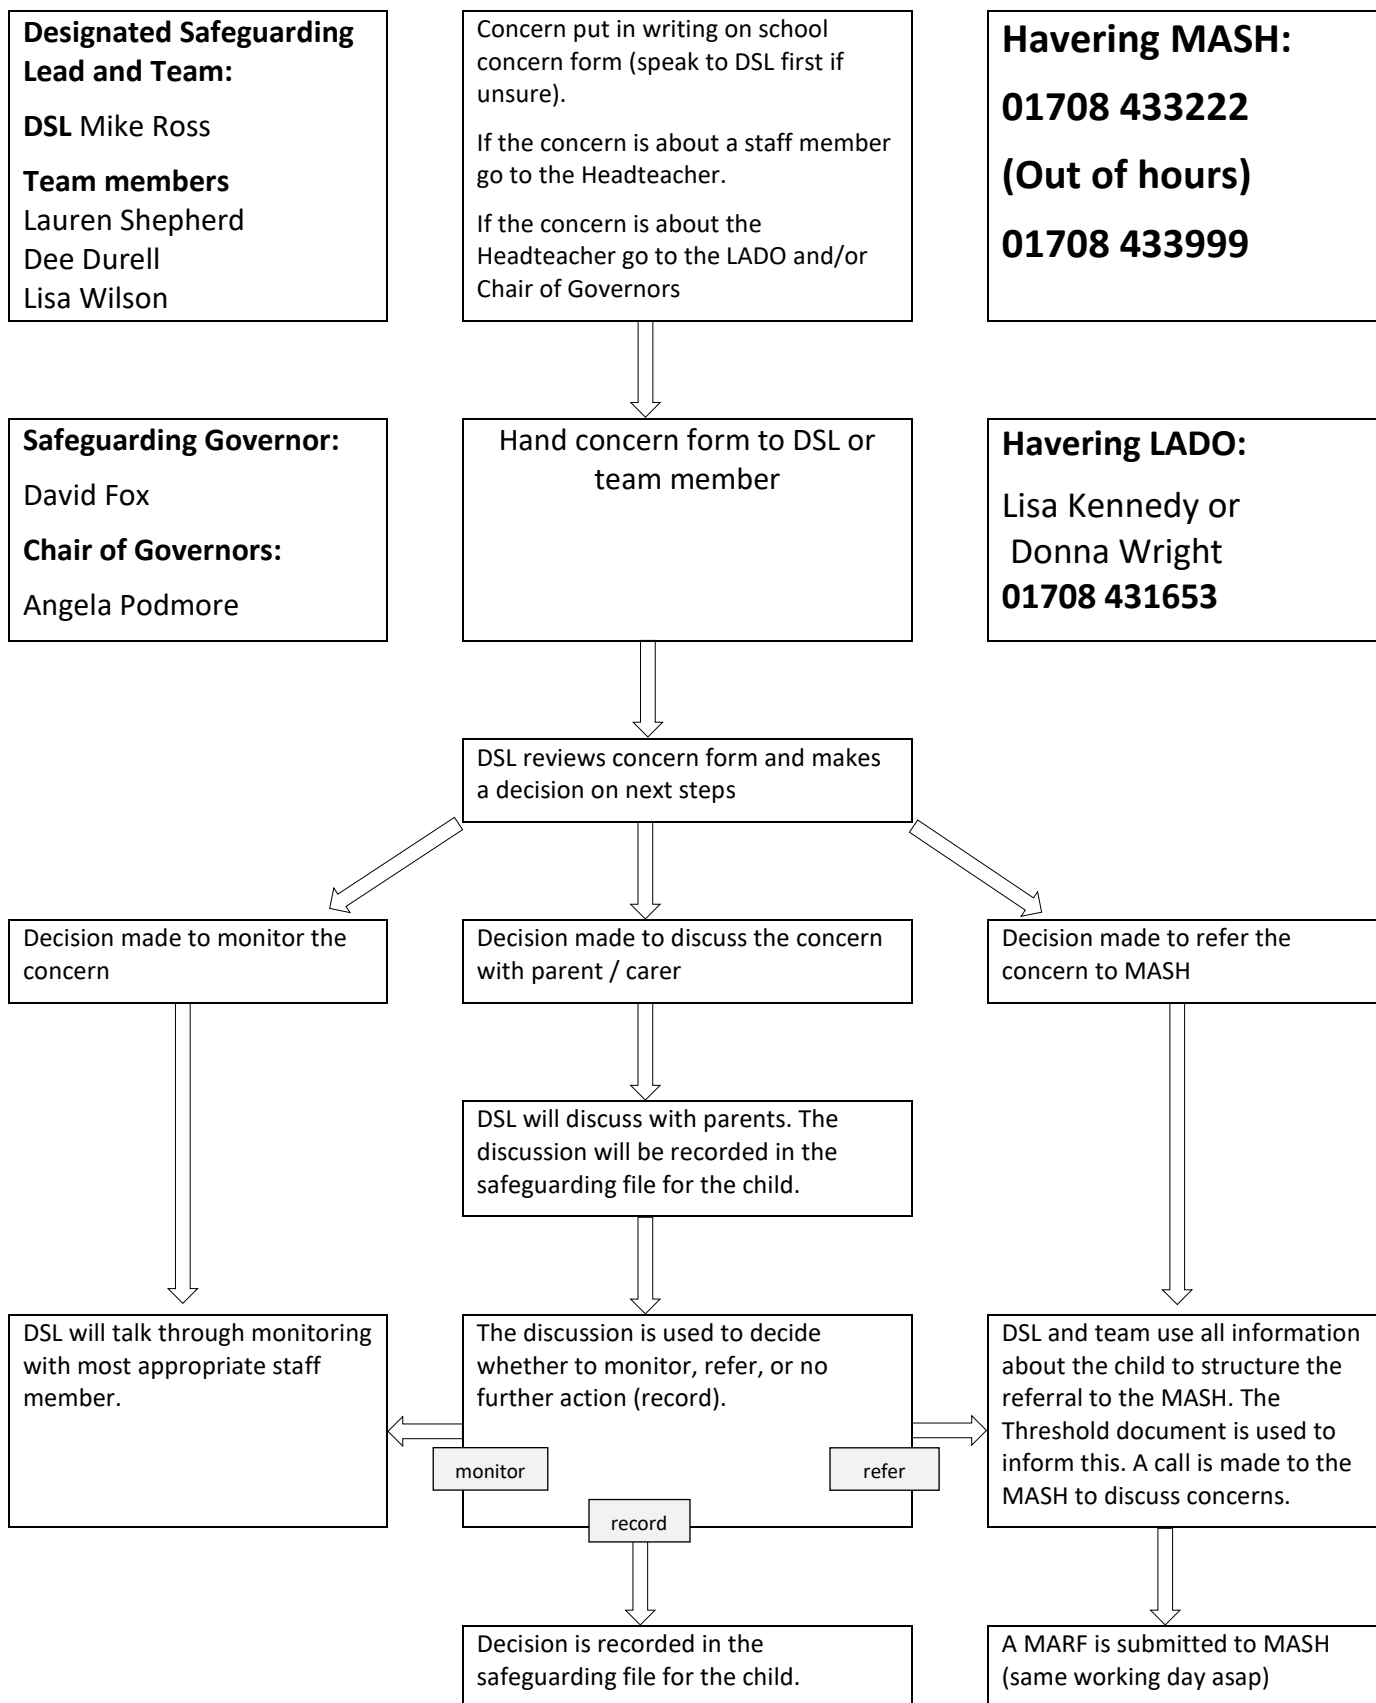 Designated Safeguarding
Lead and Team:
DSL Mike Ross
Team members
Lauren Shepherd
Dee Durell
Lisa Wilson
Concern put in writing on school
concern form (speak to DSL first if
unsure).
If the concern is about a staff member
go to the Headteacher.
If the concern is about the
Headteacher go to the LADO and/or
Chair of Governors
Havering MASH:
01708 433222
(Out of hours)
01708 433999
Safeguarding Governor:
David Fox
Chair of Governors:
Angela Podmore
Hand concern form to DSL or
team member
Havering LADO:
Lisa Kennedy or
Donna Wright
01708 431653
DSL reviews concern form and makes
a decision on next steps
Decision made to monitor the
concern
Decision made to discuss the concern
with parent / carer
Decision made to refer the
concern to MASH
DSL will discuss with parents. The
discussion will be recorded in the
safeguarding file for the child.
DSL will talk through monitoring
with most appropriate staff
member.
The discussion is used to decide
whether to monitor, refer, or no
further action (record).
monitor
refer
record
DSL and team use all information
about the child to structure the
referral to the MASH. The
Threshold document is used to
inform this. A call is made to the
MASH to discuss concerns.
Decision is recorded in the
safeguarding file for the child.
A MARF is submitted to MASH
(same working day asap)